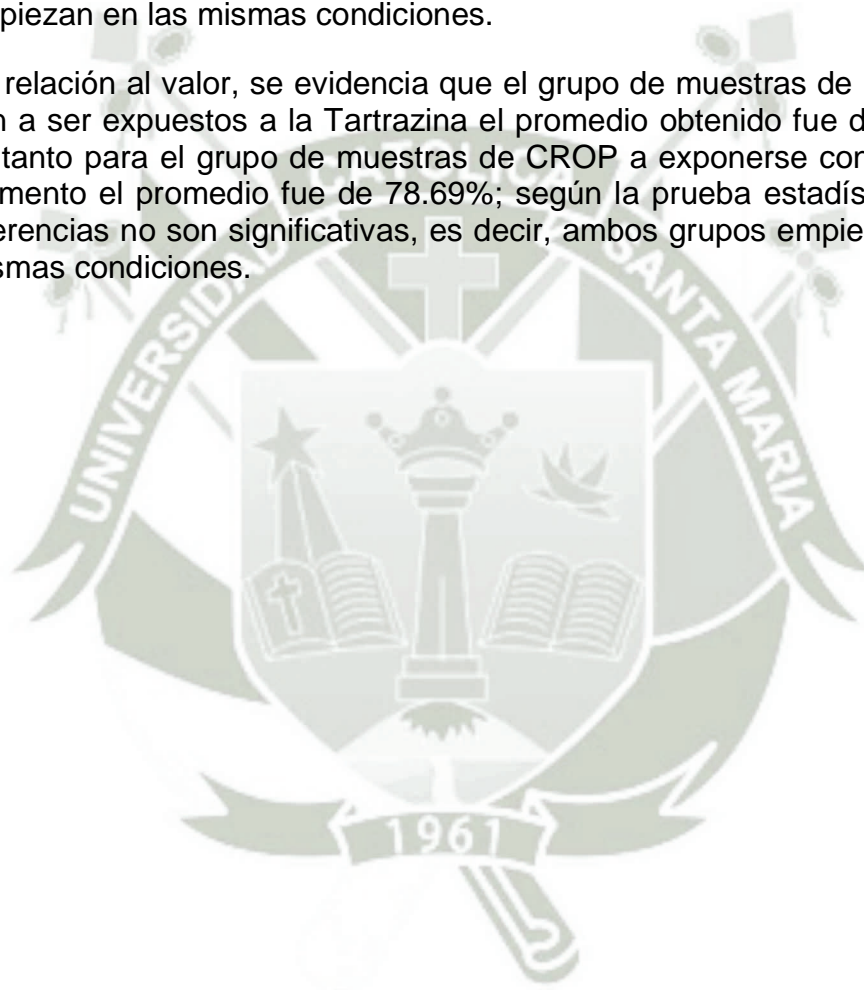 piezan en las mismas condiciones.
relación al valor, se evidencia que el grupo de muestras de
a ser expuestos a la Tartrazina el promedio obtenido fue
tanto para el grupo de muestras de CROP a exponerse
mento el promedio fue de 78.69%; según la prueba
erencias no son significativas, es decir, ambos grupos
smas condiciones.
UNIVERSIDAD CATOLICA SANTA MARIA
1961